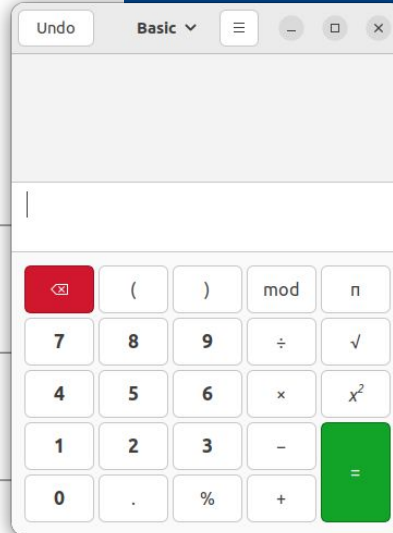 Undo Basic
( ) mod π
7 8 9 ÷ √
4 5 6 × x²
1 2 3 −
0 . % + =